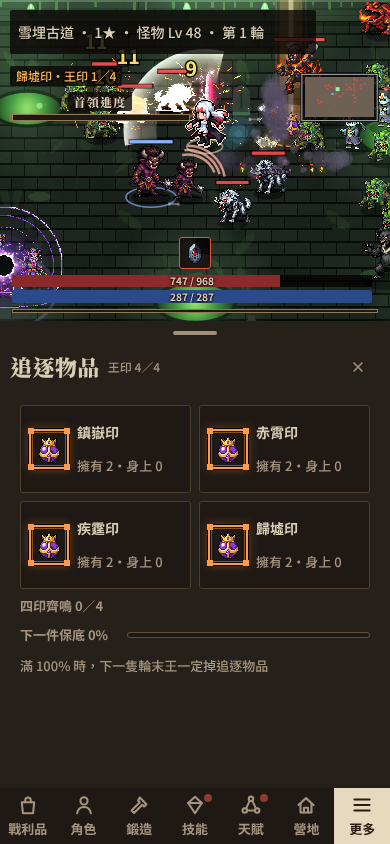 雪埋古道 • 1★ • 怪物 Lv 48 • 第 1 輪
11
11
9
歸墟印・王印 1／4
首領進度
747 / 968
287 / 287
追逐物品 王印 4／4
鎮嶽印
擁有 2・身上 0
赤霄印
擁有 2・身上 0
疾霆印
擁有 2・身上 0
歸墟印
擁有 2・身上 0
四印齊鳴 0／4
下一件保底 0%
滿 100% 時，下一隻輪末王一定掉追逐物品
戰利品 角色 鍛造 技能 天賦 營地 更多